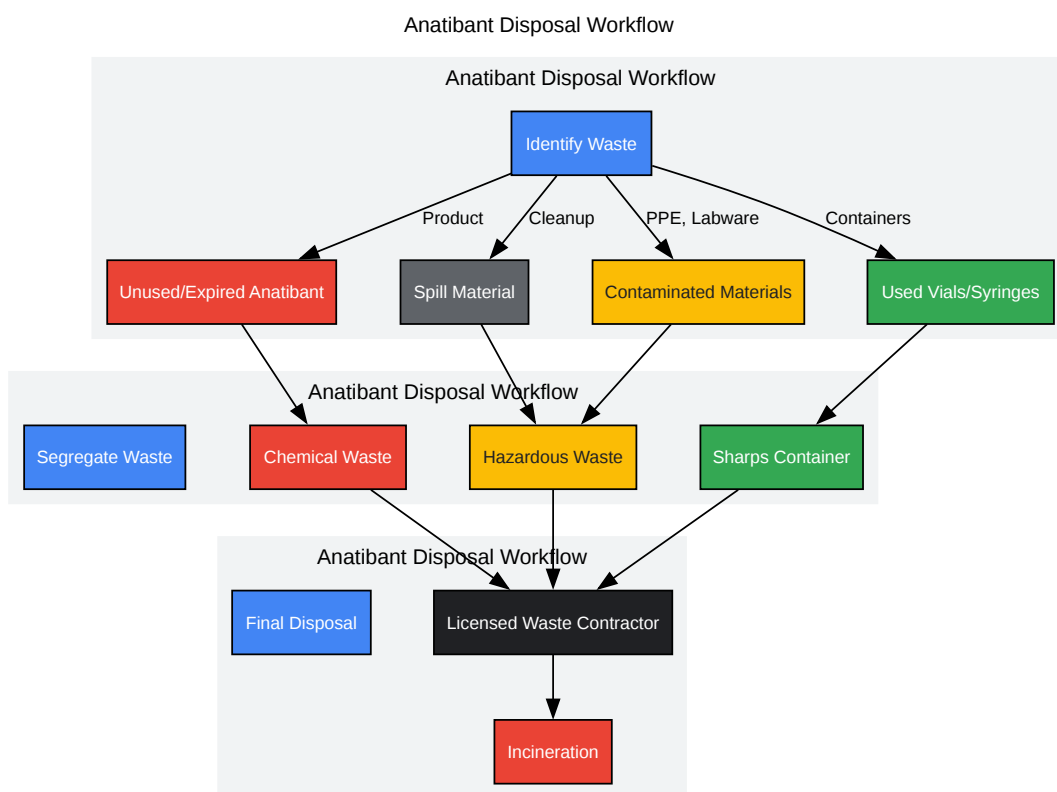 Anatibant Disposal Workflow
Anatibant Disposal Workflow
Identify Waste
Product
Cleanup
PPE, Labware
Containers
Unused/Expired Anatibant
Spill Material
Contaminated Materials
Used Vials/Syringes
Anatibant Disposal Workflow
Segregate Waste
Chemical Waste
Hazardous Waste
Sharps Container
Anatibant Disposal Workflow
Final Disposal
Licensed Waste Contractor
Incineration